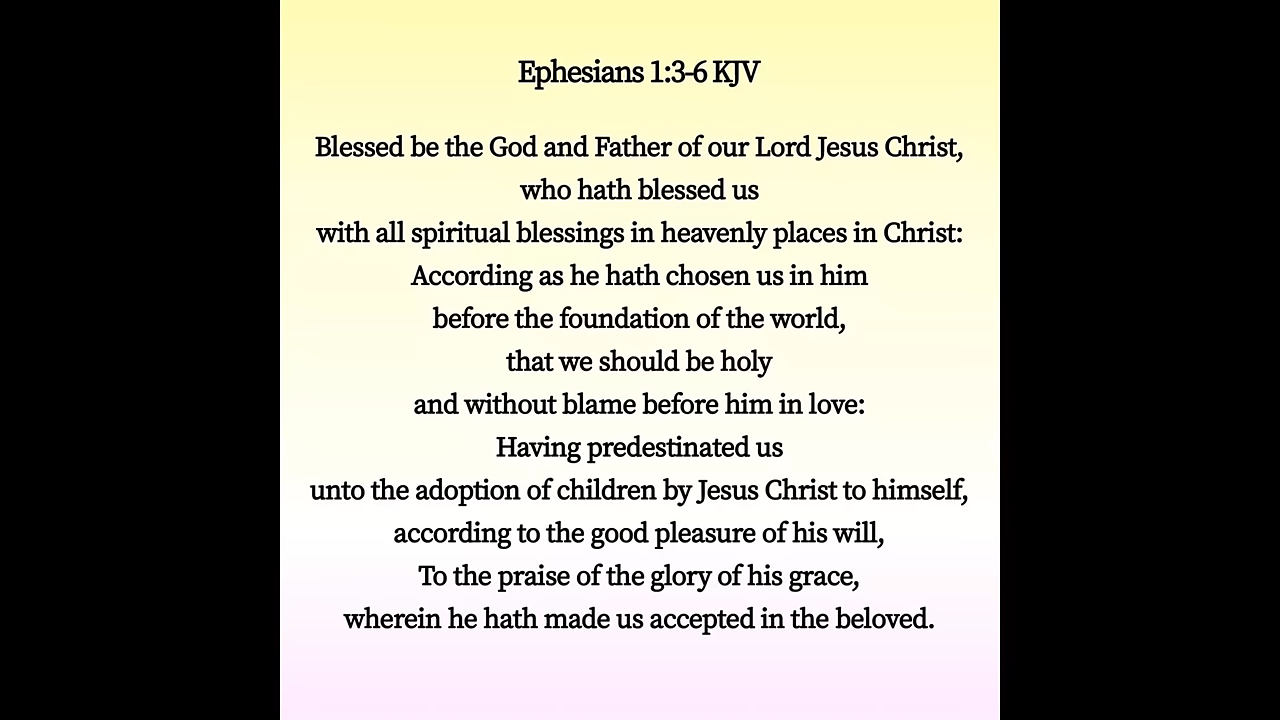 Ephesians 1:3-6 KJV
Blessed be the God and Father of our Lord Jesus Christ,
who hath blessed us
with all spiritual blessings in heavenly places in Christ:
According as he hath chosen us in him
before the foundation of the world,
that we should be holy
and without blame before him in love:
Having predestinated us
unto the adoption of children by Jesus Christ to himself,
according to the good pleasure of his will,
To the praise of the glory of his grace,
wherein he hath made us accepted in the beloved.